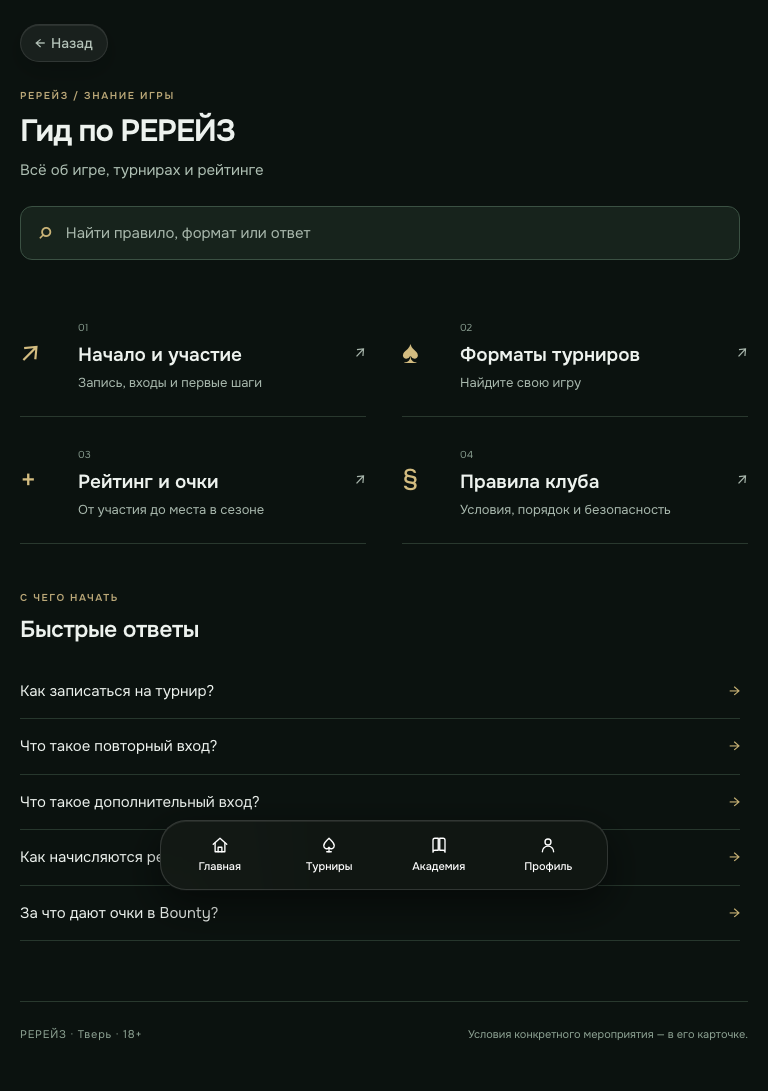 ← Назад
РЕРЕЙЗ / ЗНАНИЕ ИГРЫ
Гид по РЕРЕЙЗ
Всё об игре, турнирах и рейтинге
Найти правило, формат или ответ
01
Начало и участие
Запись, входы и первые шаги
02
Форматы турниров
Найдите свою игру
03
Рейтинг и очки
От участия до места в сезоне
04
§
Правила клуба
Условия, порядок и безопасность
С ЧЕГО НАЧАТЬ
Быстрые ответы
Как записаться на турнир?
Что такое повторный вход?
Что такое дополнительный вход?
Как начисляются
За что дают очки в Bounty?
Главная
Турниры
Академия
Профиль
РЕРЕЙЗ · Тверь · 18+
Условия конкретного мероприятия — в его карточке.